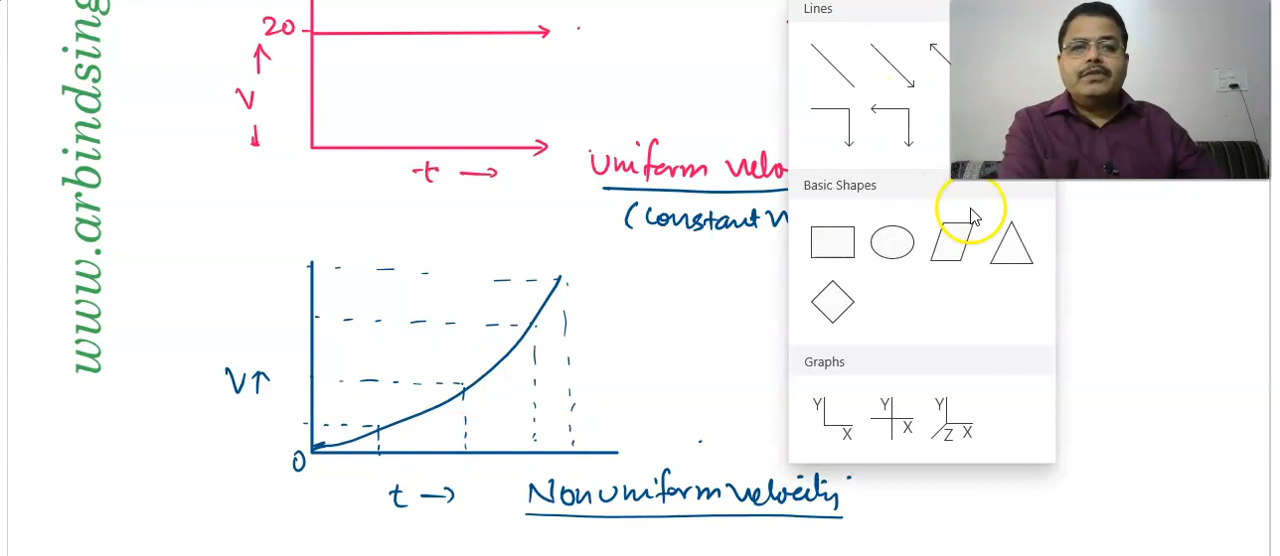 www.arbindsing
20
V
t →
Uniform velo
(Constant v
V↑
0
t →
Nonuniform velocity
Lines
Basic Shapes
Graphs
Y
X
Y
X
Y
Z
X